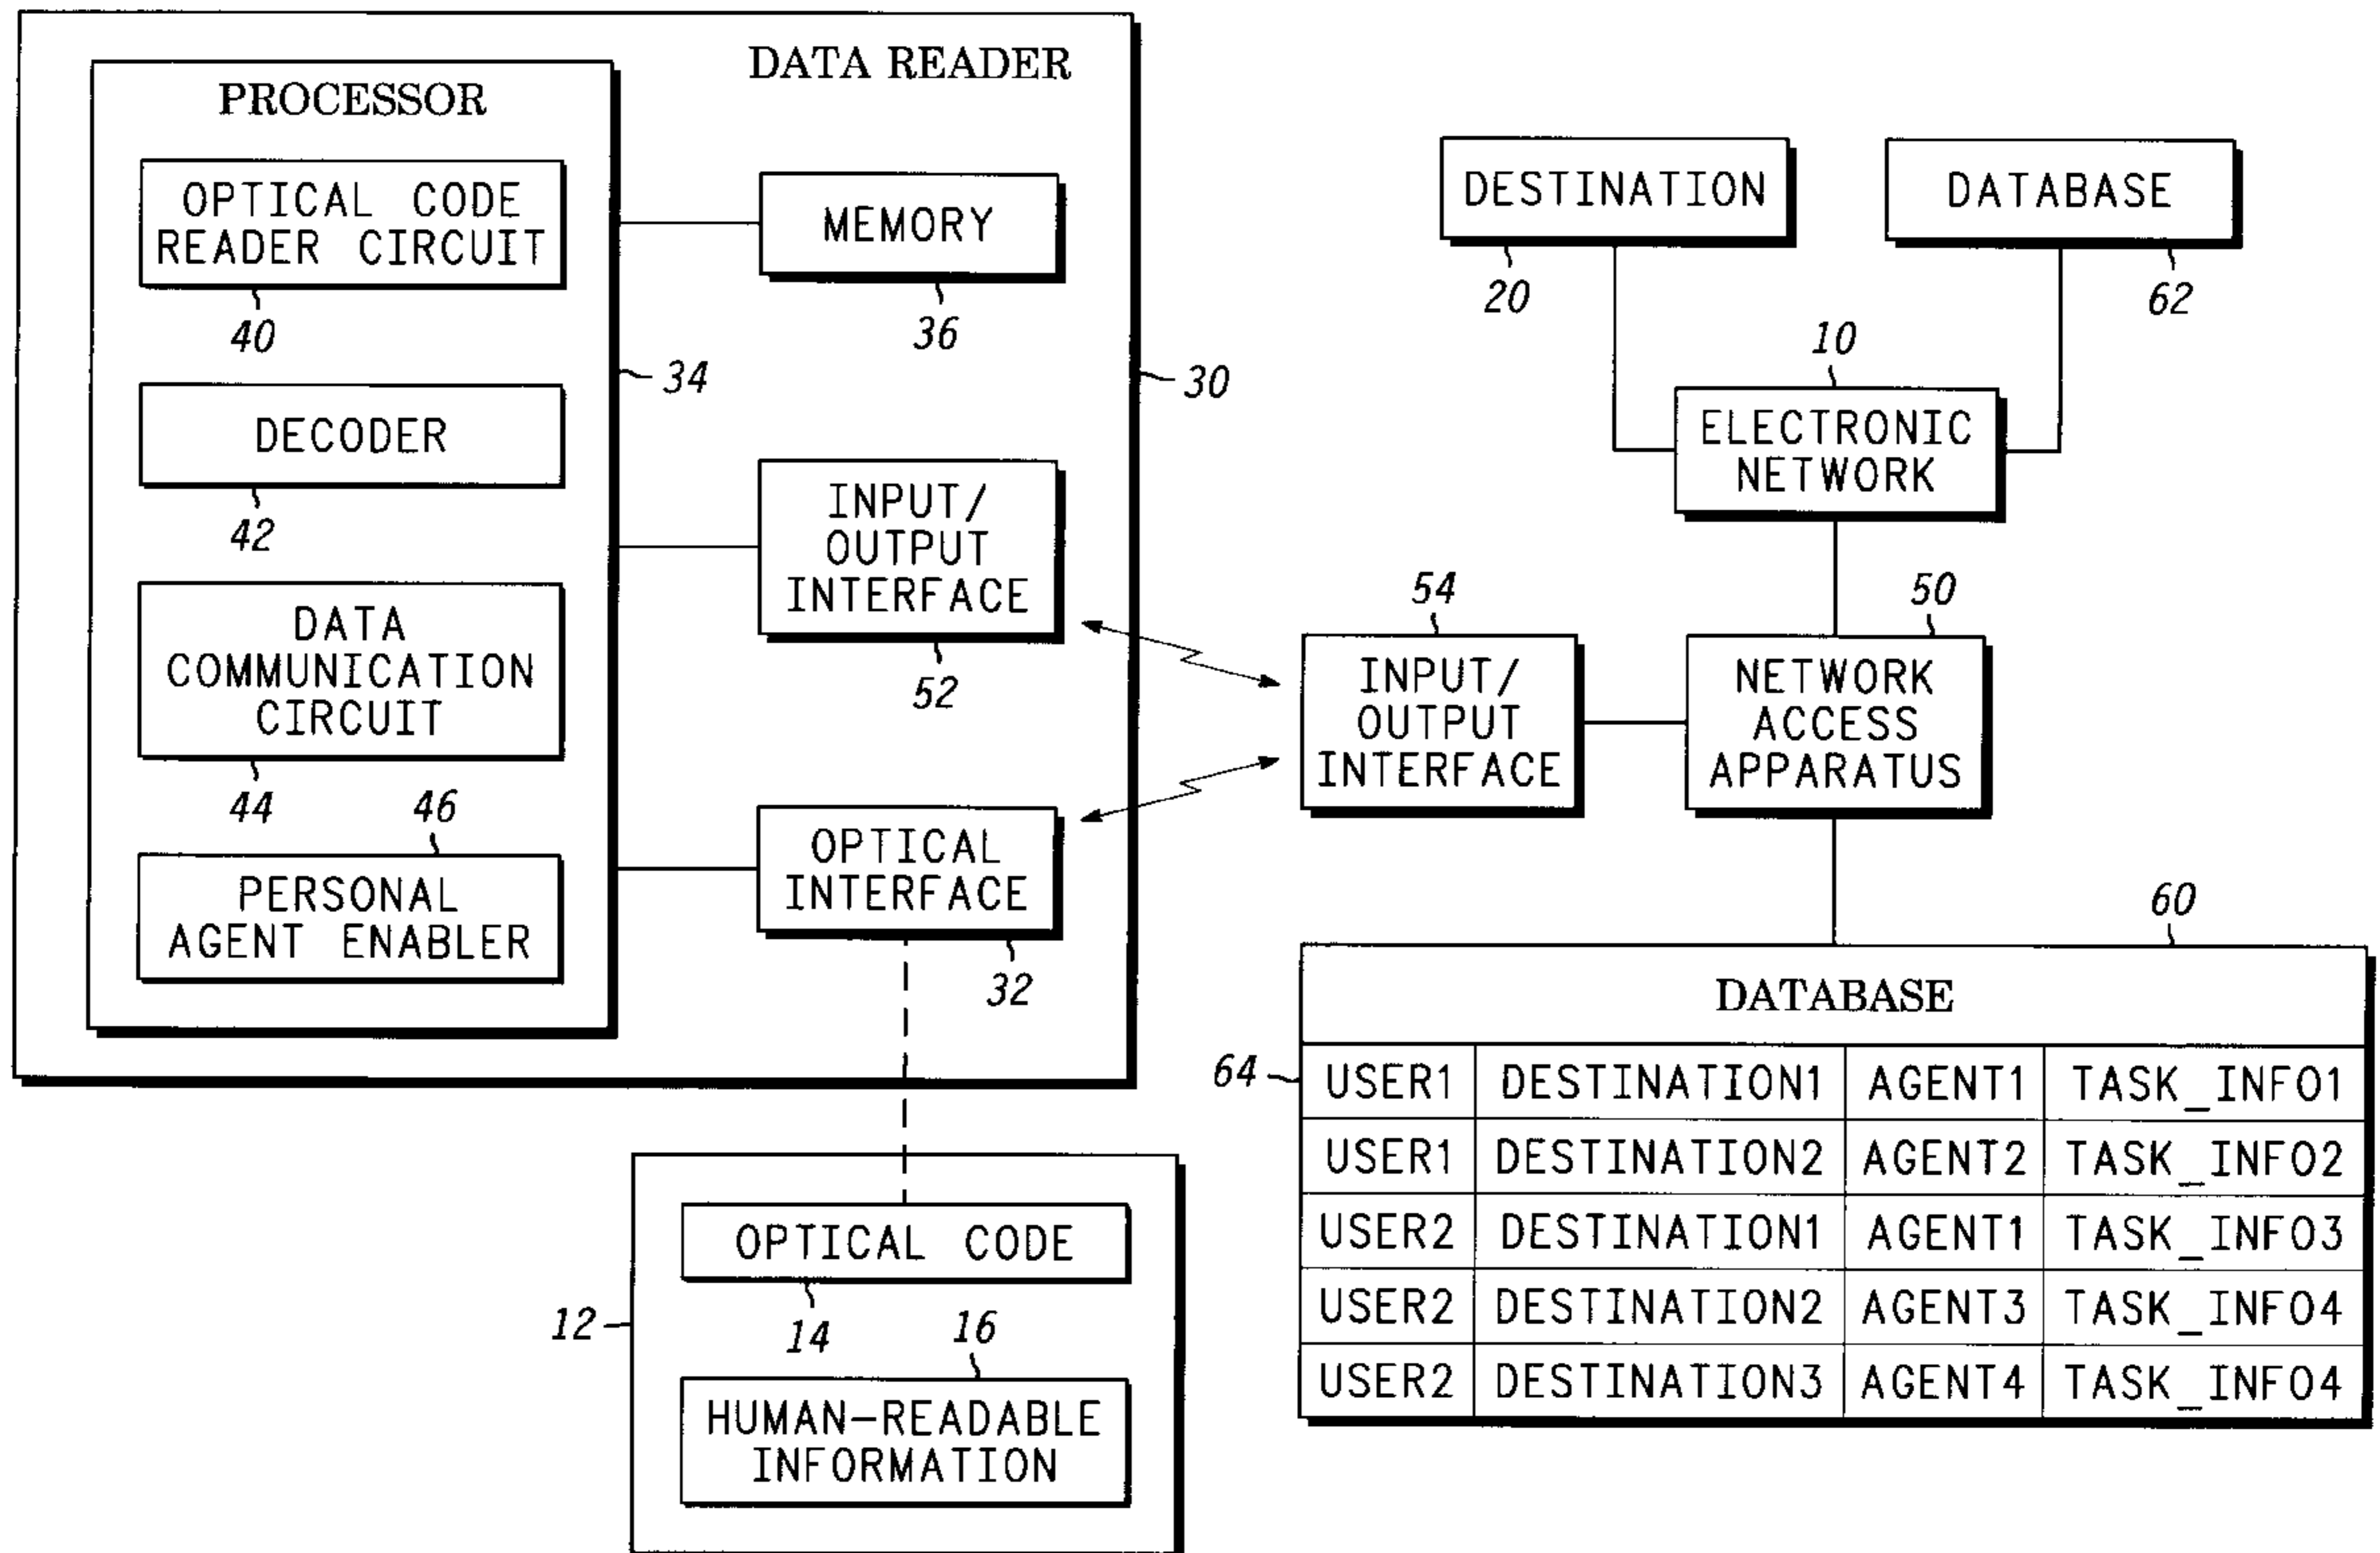 DATA READER
PROCESSOR
OPTICAL CODE
READER CIRCUIT
40
DECODER
42
DATA
COMMUNICATION
CIRCUIT
44
46
PERSONAL
AGENT ENABLER
34
MEMORY
36
30
INPUT/
OUTPUT
INTERFACE
52
OPTICAL
INTERFACE
32
12
OPTICAL CODE
14
16
HUMAN-READABLE
INFORMATION
DESTINATION
20
DATABASE
62
10
ELECTRONIC
NETWORK
54
INPUT/
OUTPUT
INTERFACE
50
NETWORK
ACCESS
APPARATUS
60
DATABASE
64
USER1 DESTINATION1 AGENT1 TASK_INFO1
USER1 DESTINATION2 AGENT2 TASK_INFO2
USER2 DESTINATION1 AGENT1 TASK_INFO3
USER2 DESTINATION2 AGENT3 TASK_INFO4
USER2 DESTINATION3 AGENT4 TASK_INFO4